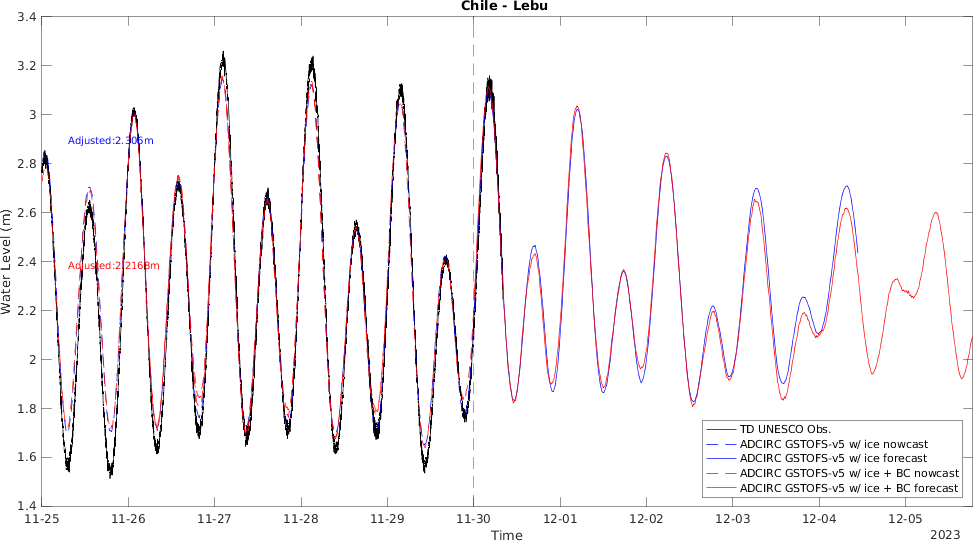 Chile - Lebu
3.4
3.2
3
2.8
2.6
2.4
2.2
2
1.8
1.6
1.4
Water Level (m)
Adjusted:2.305m
Adjusted:2.2168m
TD UNESCO Obs.
ADCIRC GSTOFS-v5 w/ ice nowcast
ADCIRC GSTOFS-v5 w/ ice forecast
ADCIRC GSTOFS-v5 w/ ice + BC nowcast
ADCIRC GSTOFS-v5 w/ ice + BC forecast
11-25 11-26 11-27 11-28 11-29 11-30 12-01 12-02 12-03 12-04 12-05
Time
2023